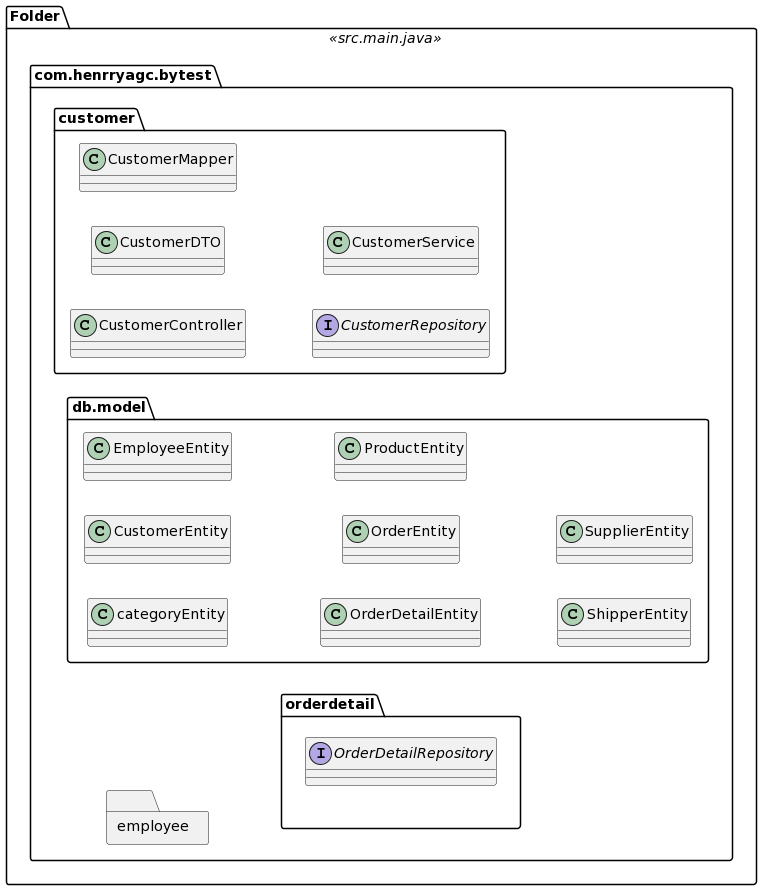 Folder
«src.main.java»
com.henrryagc.bytest
customer
C CustomerMapper
C CustomerDTO
C CustomerService
C CustomerController
I CustomerRepository
db.model
C EmployeeEntity
C ProductEntity
C CustomerEntity
C OrderEntity
C SupplierEntity
C categoryEntity
C OrderDetailEntity
C ShipperEntity
orderdetail
I OrderDetailRepository
employee